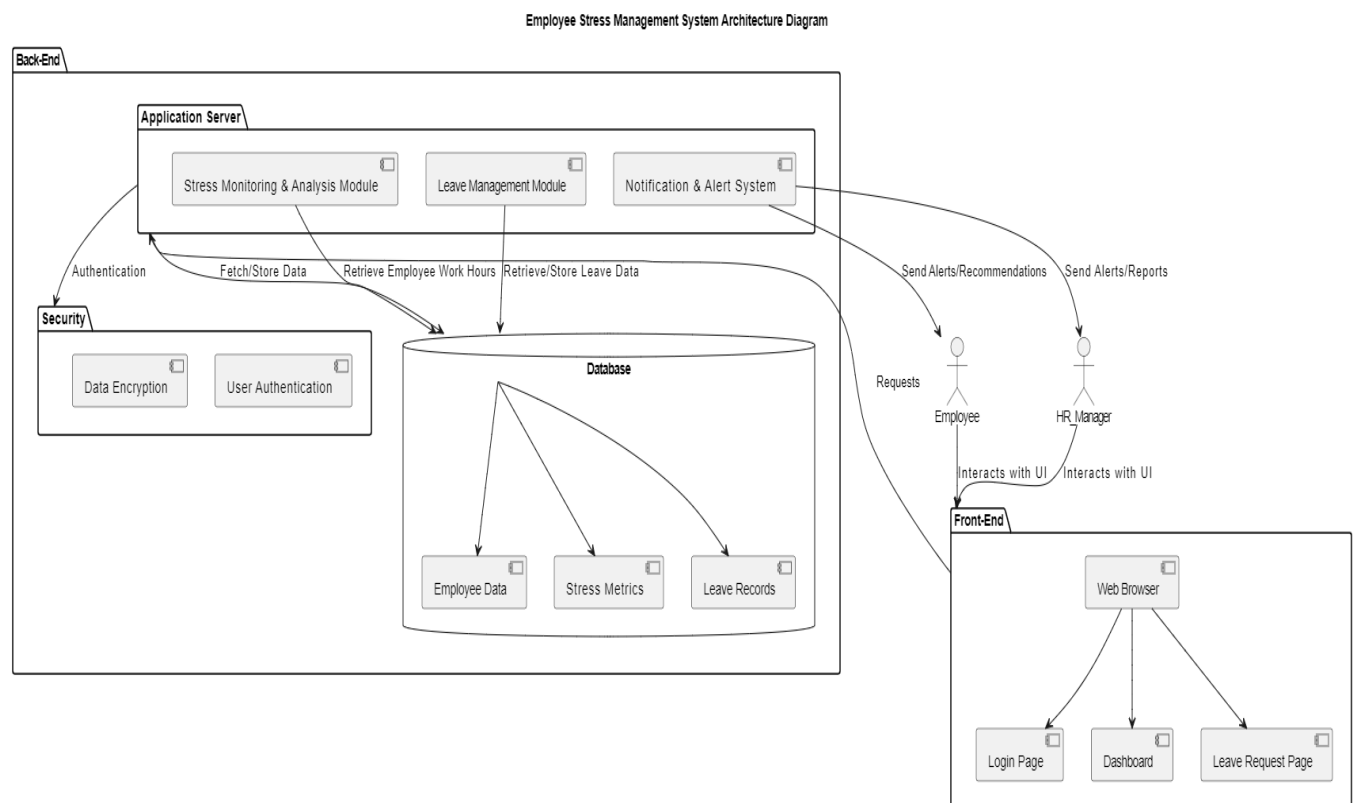 Employee Stress Management System Architecture Diagram
Back-End
Application Server
Stress Monitoring & Analysis Module
Leave Management Module
Notification & Alert System
Authentication
Fetch/Store Data
Retrieve Employee Work Hours
Retrieve/Store Leave Data
Send Alerts/Recommendations
Send Alerts/Reports
Security
Data Encryption
User Authentication
Database
Employee Data
Stress Metrics
Leave Records
Requests
Employee
HR_Manager
Interacts with UI
Interacts with UI
Front-End
Web Browser
Login Page
Dashboard
Leave Request Page